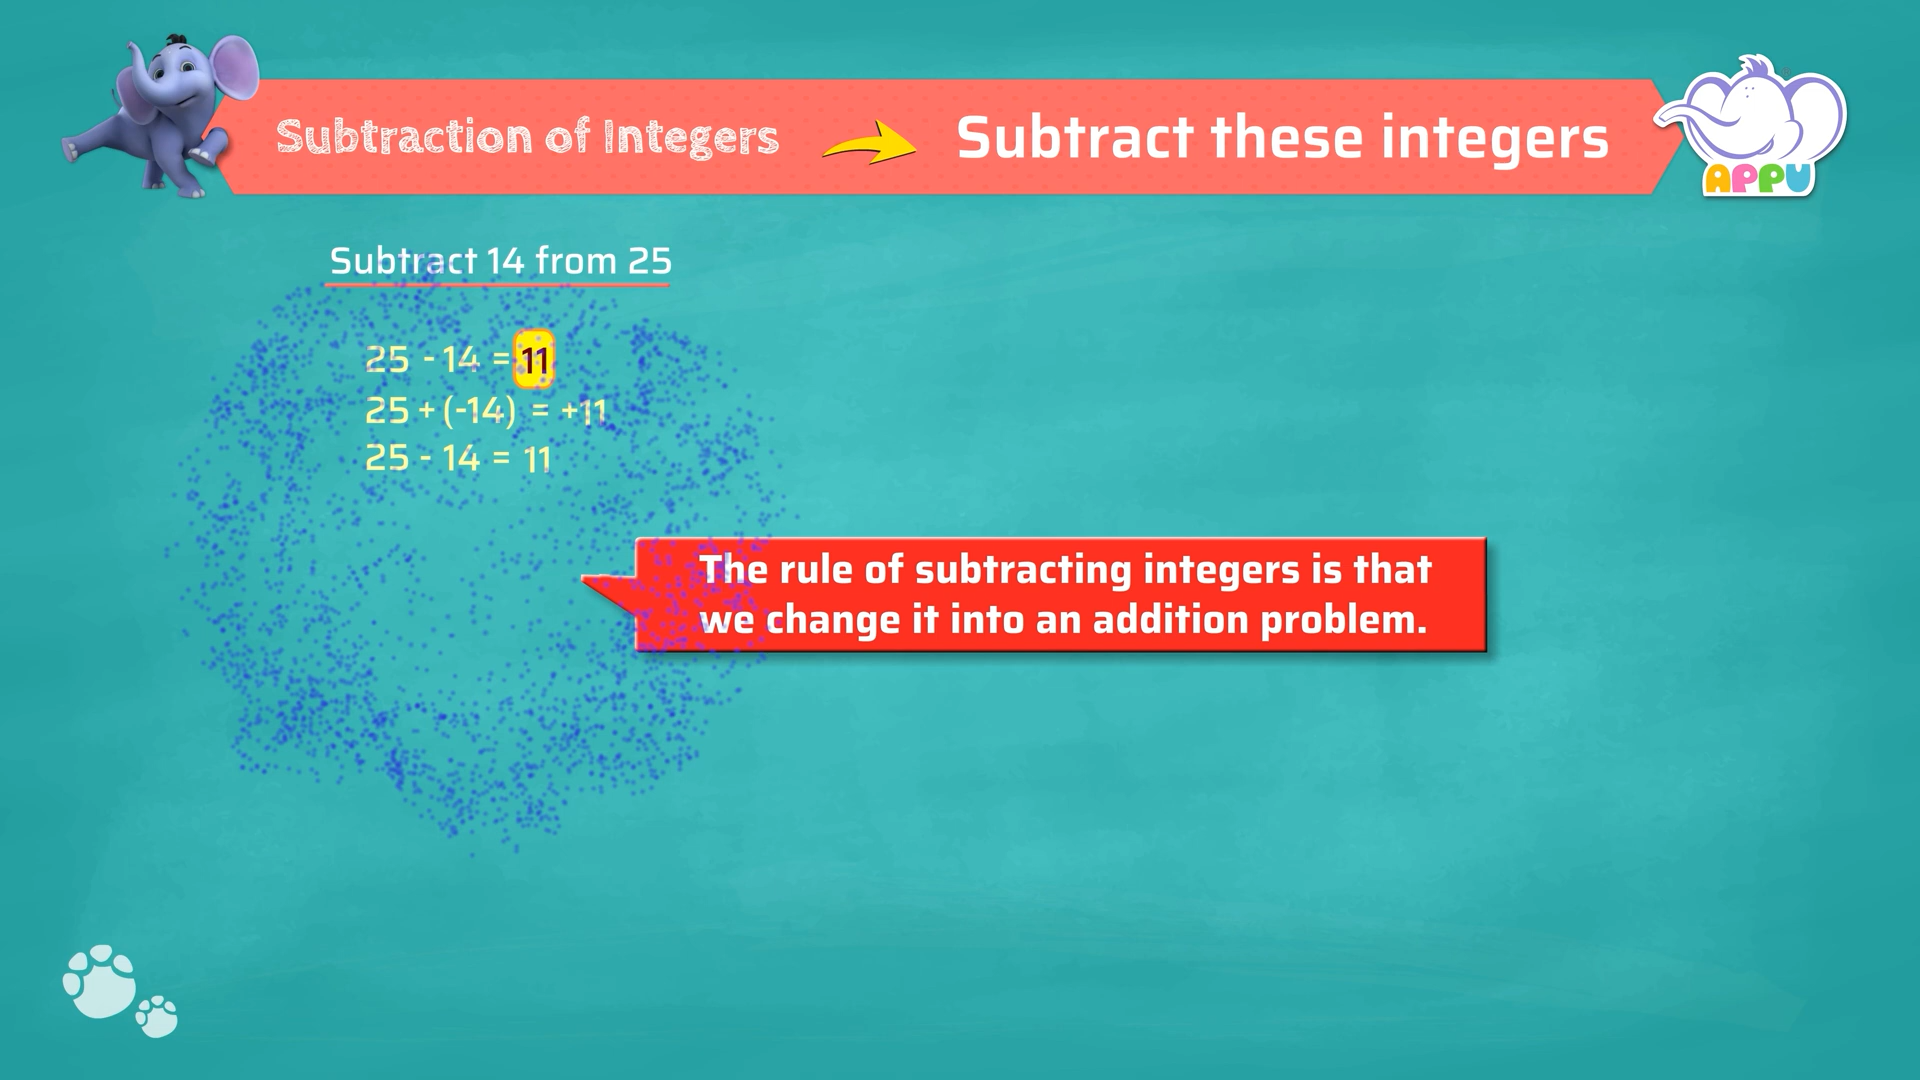 Subtraction of Integers
Subtract these integers
APPU
Subtract 14 from 25
25 - 14 = 11
25 + (-14) = +11
25 - 14 = 11
The rule of subtracting integers is that
we change it into an addition problem.